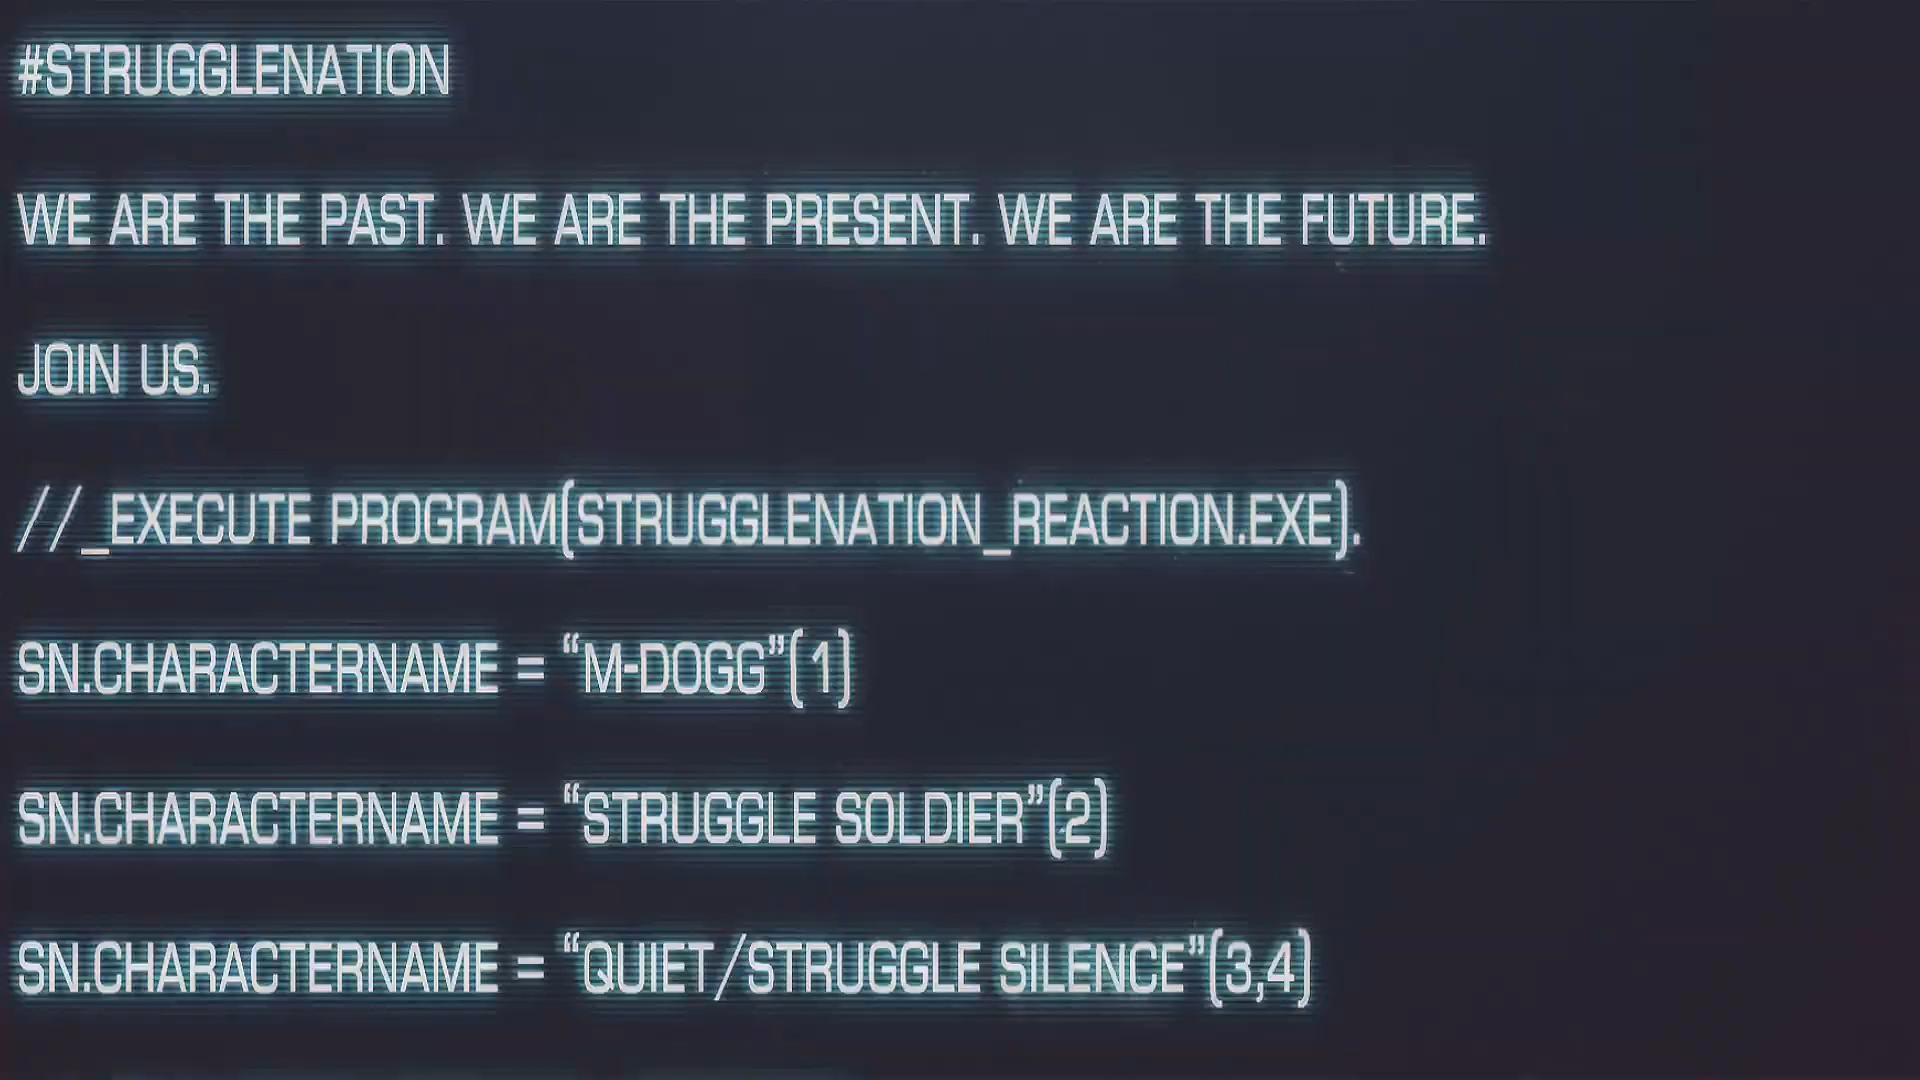 #STRUGGLENATION
WE ARE THE PAST. WE ARE THE PRESENT. WE ARE THE FUTURE.
JOIN US.
//_EXECUTE PROGRAM(STRUGGLENATION_REACTION.EXE).
SN.CHARACTERNAME = “M-DOGG”(1)
SN.CHARACTERNAME = “STRUGGLE SOLDIER”(2)
SN.CHARACTERNAME = “QUIET/STRUGGLE SILENCE”(3,4)